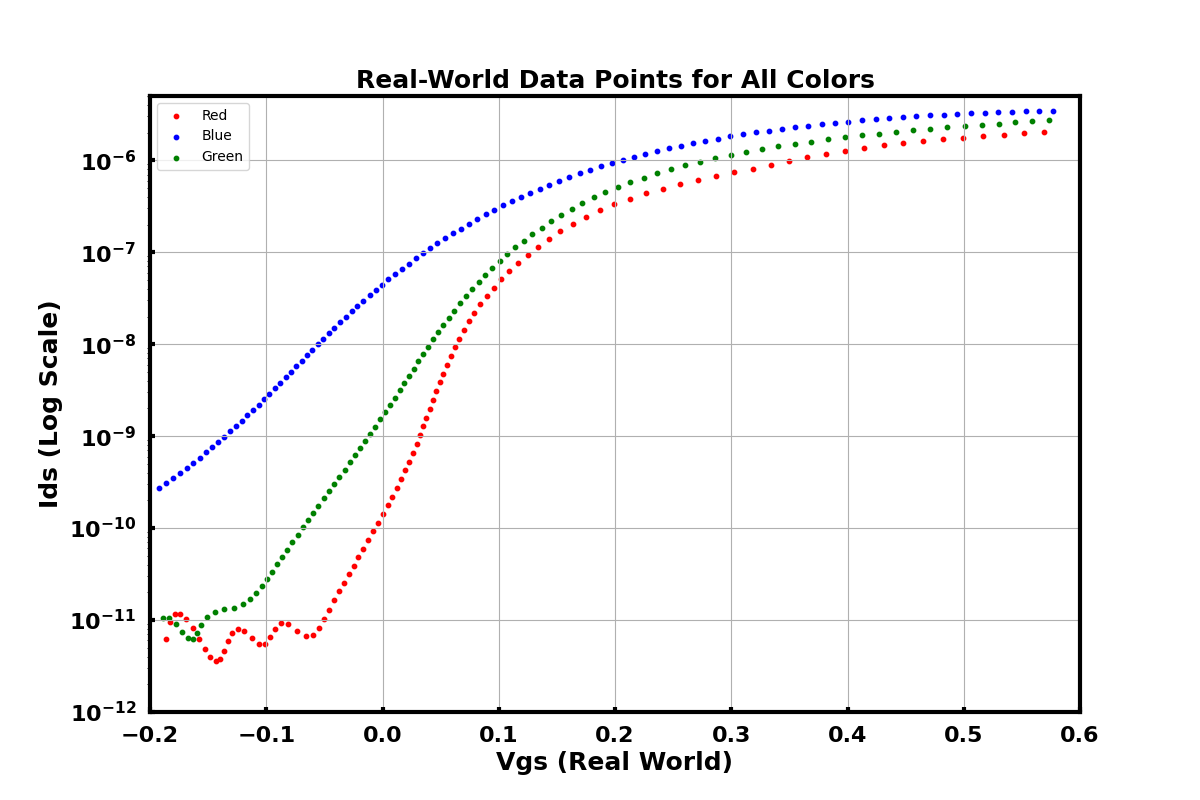 Real-World Data Points for All Colors
Red
Blue
Green
10⁻⁶
10⁻⁷
10⁻⁸
10⁻⁹
10⁻¹⁰
10⁻¹¹
10⁻¹²
Ids (Log Scale)
−0.2 −0.1 0.0 0.1 0.2 0.3 0.4 0.5 0.6
Vgs (Real World)